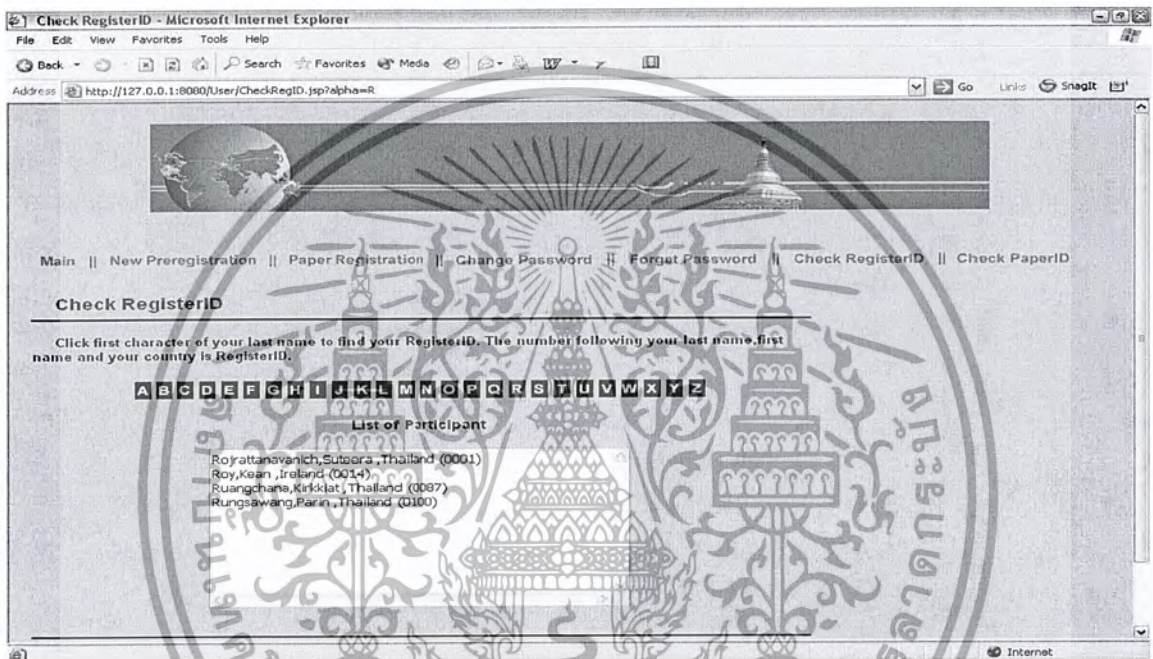 Check RegisterID - Microsoft Internet Explorer
File Edit View Favorites Tools Help
Back Search Favorites Media
Address http://127.0.0.1:8080/User/CheckRegID.jsp?alpha=R Go Links SnagIt
Main || New Preregistration || Paper Registration || Change Password || Forget Password || Check RegisterID || Check PaperID
Check RegisterID
Click first character of your last name to find your RegisterID. The number following your last name,first
name and your country is RegisterID.
A B C D E F G H I J K L M N O P Q R S T U V W X Y Z
List of Participant
Rojrattanavanich,Suteera ,Thailand (0001)
Roy,Kean ,Ireland (0014)
Ruangchana,Kirkkiat ,Thailand (0087)
Rungsawang,Parin ,Thailand (0100)
Internet